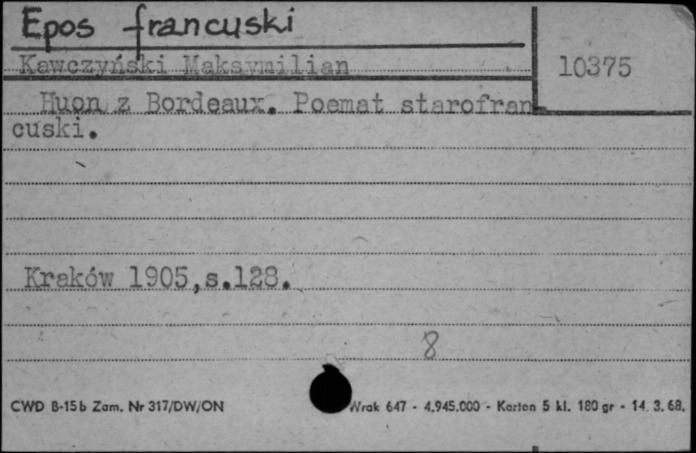 Epos francuski
Kawczyński Maksymilian
10375
Huon z Bordeaux. Poemat starofran
cuski.
Kraków 1905,s.128.
8
CWD B-15b Zam. Nr 317/DW/ON
Wrak 647 - 4.945.000 - Karton 5 kl. 180 gr - 14. 3. 68.